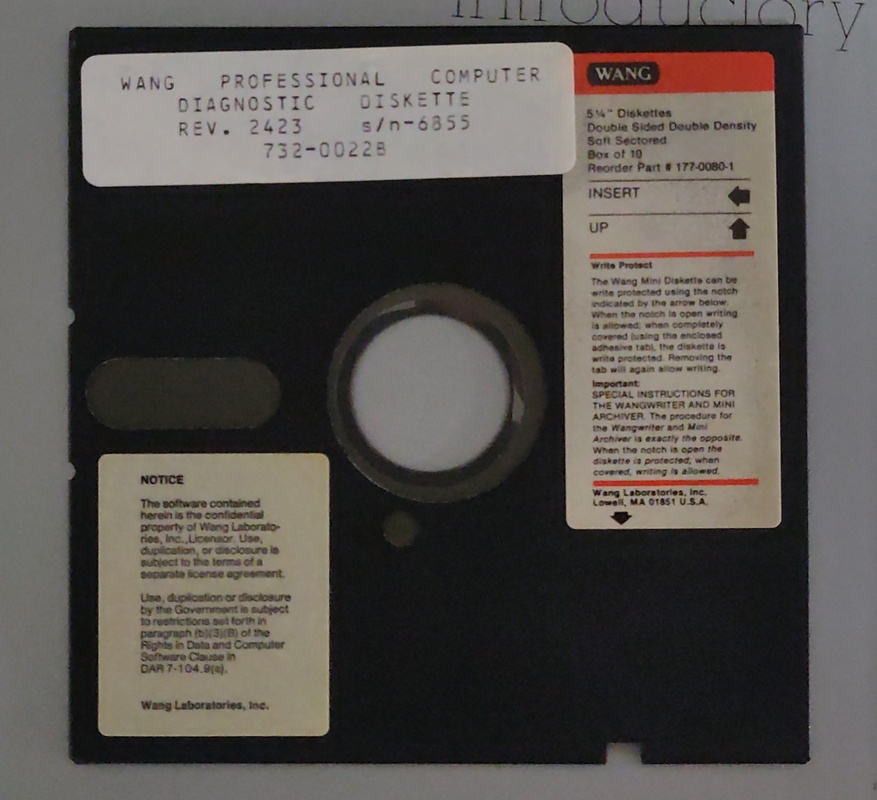 Introductory
WANG PROFESSIONAL COMPUTER
DIAGNOSTIC DISKETTE
REV. 2423 s/n-6855
732-0022B
WANG
5¼" Diskettes
Double Sided Double Density
Soft Sectored
Box of 10
Reorder Part # 177-0080-1
INSERT
UP
Write Protect
The Wang Mini Diskette can be
write protected using the notch
indicated by the arrow below.
When the notch is open writing
is allowed; when completely
covered (using the enclosed
adhesive tab), the diskette is
write protected. Removing the
tab will again allow writing.
Important:
SPECIAL INSTRUCTIONS FOR
THE WANGWRITER AND MINI
ARCHIVER. The procedure for
the Wangwriter and Mini
Archiver is exactly the opposite.
When the notch is open the
diskette is protected; when
covered, writing is allowed.
Wang Laboratories, Inc.
Lowell, MA 01851 U.S.A.
NOTICE
The software contained
herein is the confidential
property of Wang Laborato-
ries, Inc.,Licensor. Use,
duplication, or disclosure is
subject to the terms of a
separate license agreement.
Use, duplication or disclosure
by the Government is subject
to restrictions set forth in
paragraph (b)(3)(B) of the
Rights in Data and Computer
Software Clause in
DAR 7-104.9(a).
Wang Laboratories, Inc.